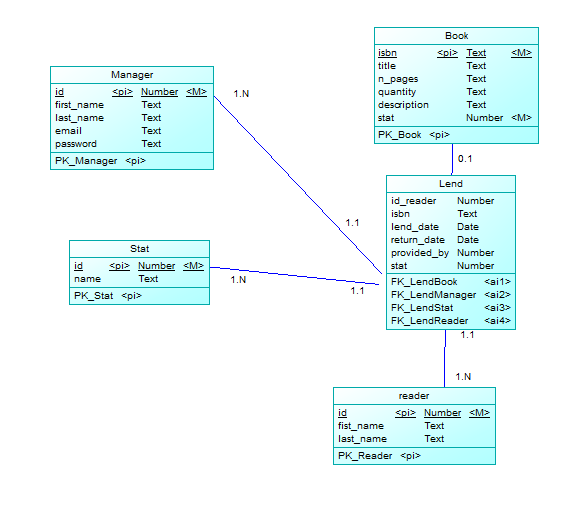 Book
isbn <pi> Text <M>
title Text
n_pages Text
quantity Text
description Text
stat Number <M>
PK_Book <pi>
Manager
id <pi> Number <M>
first_name Text
last_name Text
email Text
password Text
PK_Manager <pi>
1.N
0.1
Lend
id_reader Number
isbn Text
lend_date Date
return_date Date
provided_by Number
stat Number
FK_LendBook <ai1>
FK_LendManager <ai2>
FK_LendStat <ai3>
FK_LendReader <ai4>
1.1
Stat
id <pi> Number <M>
name Text
PK_Stat <pi>
1.N
1.1
1.1
1.N
reader
id <pi> Number <M>
fist_name Text
last_name Text
PK_Reader <pi>